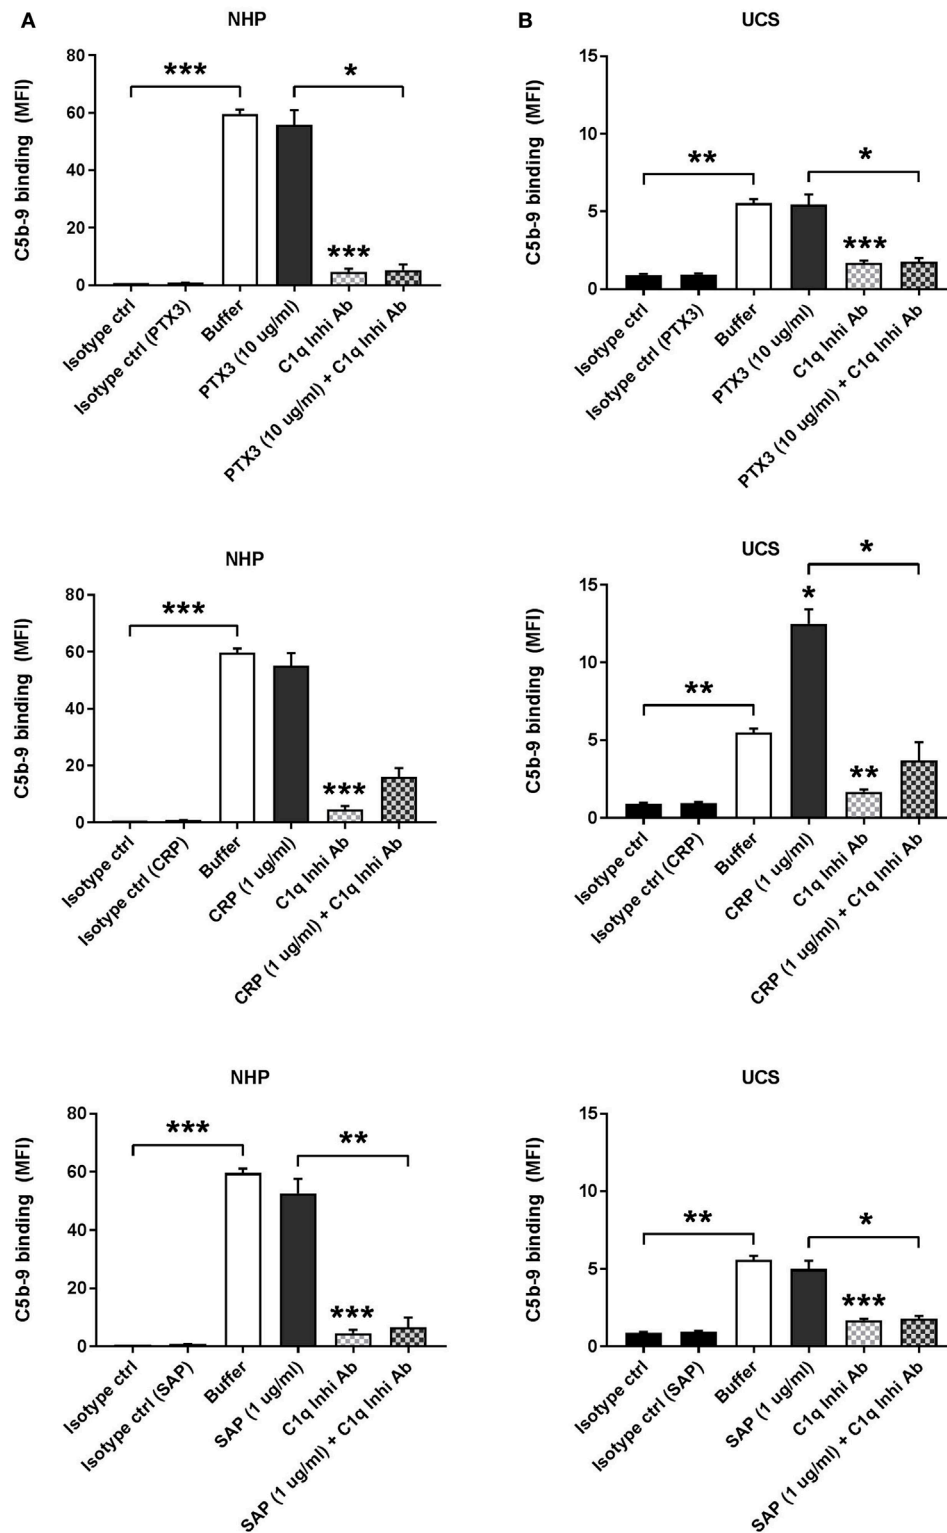 A
NHP
C5b-9 binding (MFI)
80
60
40
20
0
***
*
***
Isotype ctrl
Isotype ctrl (PTX3)
Buffer
PTX3 (10 ug/ml)
C1q Inhi Ab
PTX3 (10 ug/ml) + C1q Inhi Ab
B
UCS
C5b-9 binding (MFI)
15
10
5
0
**
*
***
Isotype ctrl
Isotype ctrl (PTX3)
Buffer
PTX3 (10 ug/ml)
C1q Inhi Ab
PTX3 (10 ug/ml) + C1q Inhi Ab
NHP
C5b-9 binding (MFI)
80
60
40
20
0
***
***
Isotype ctrl
Isotype ctrl (CRP)
Buffer
CRP (1 ug/ml)
C1q Inhi Ab
CRP (1 ug/ml) + C1q Inhi Ab
UCS
C5b-9 binding (MFI)
15
10
5
0
**
*
*
**
Isotype ctrl
Isotype ctrl (CRP)
Buffer
CRP (1 ug/ml)
C1q Inhi Ab
CRP (1 ug/ml) + C1q Inhi Ab
NHP
C5b-9 binding (MFI)
80
60
40
20
0
***
**
***
Isotype ctrl
Isotype ctrl (SAP)
Buffer
SAP (1 ug/ml)
C1q Inhi Ab
SAP (1 ug/ml) + C1q Inhi Ab
UCS
C5b-9 binding (MFI)
15
10
5
0
**
*
***
Isotype ctrl
Isotype ctrl (SAP)
Buffer
SAP (1 ug/ml)
C1q Inhi Ab
SAP (1 ug/ml) + C1q Inhi Ab